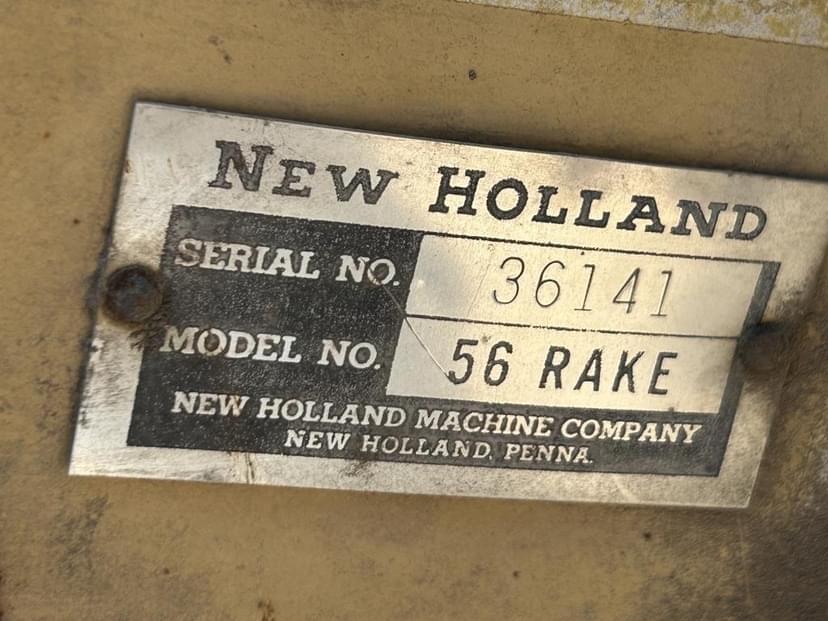 NEW HOLLAND
SERIAL NO. 36141
MODEL NO. 56 RAKE
NEW HOLLAND MACHINE COMPANY
NEW HOLLAND, PENNA.